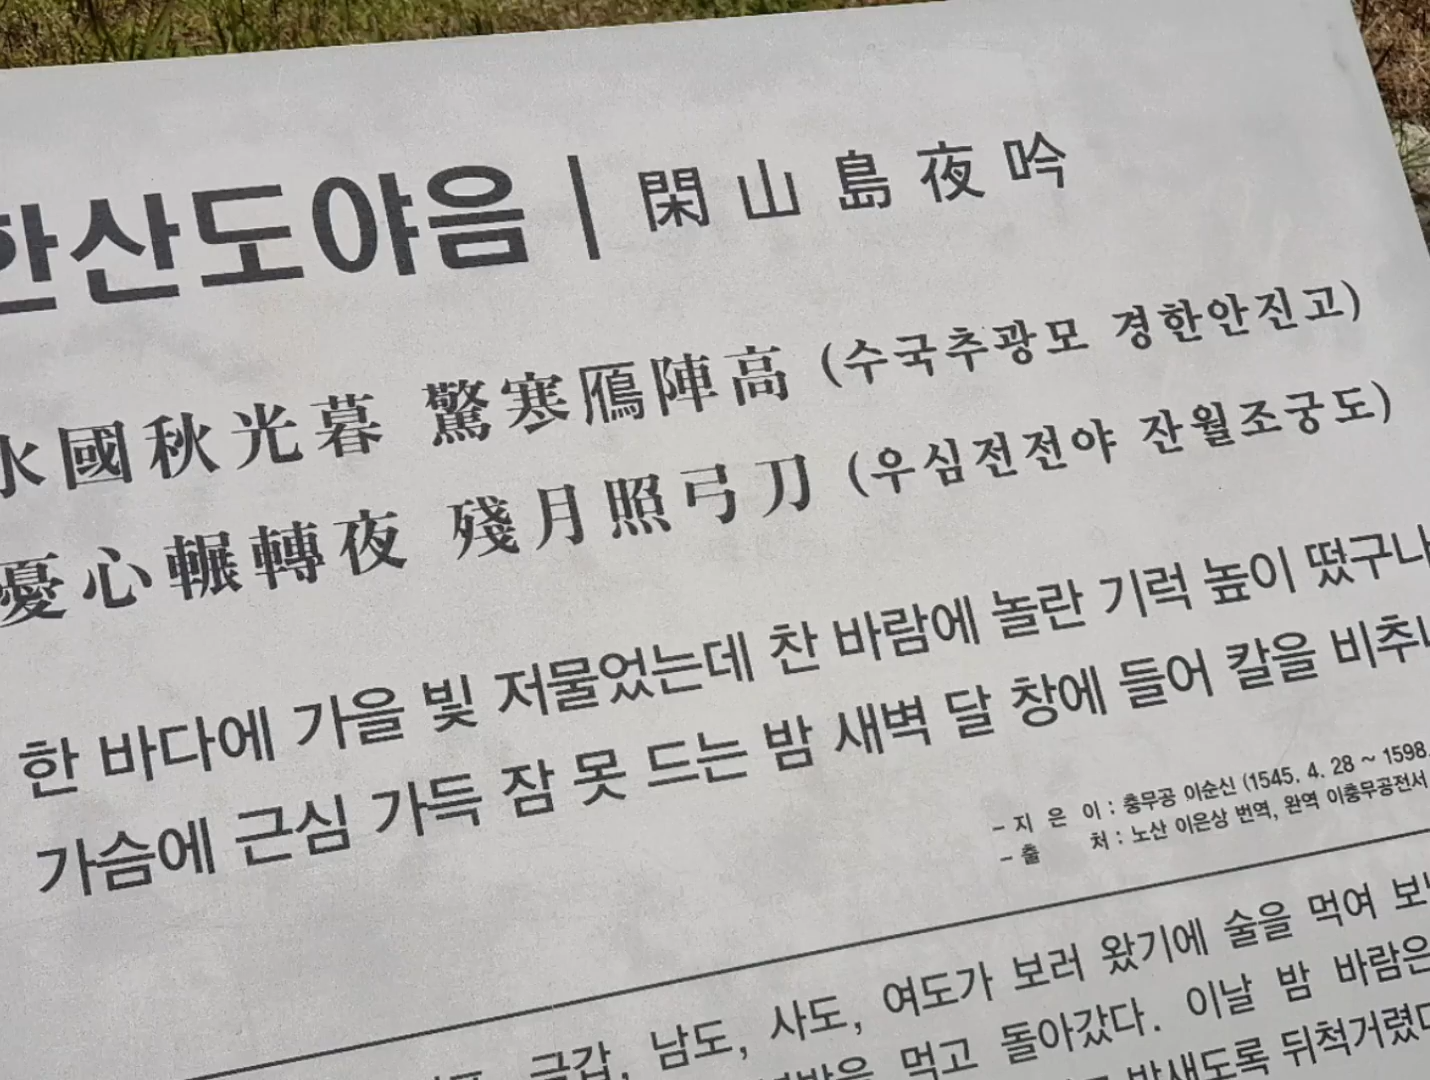 한산도야음 | 閑山島夜吟
水國秋光暮 驚寒鴈陣高 (수국추광모 경한안진고)
憂心輾轉夜 殘月照弓刀 (우심전전야 잔월조궁도)
한 바다에 가을 빛 저물었는데 찬 바람에 놀란 기럭 높이 떴구나
가슴에 근심 가득 잠 못 드는 밤 새벽 달 창에 들어 칼을 비추
- 지 은 이 : 충무공 이순신 (1545. 4. 28 ~ 1598.
- 출 처 : 노산 이은상 번역, 완역 이충무공전서
금갑, 남도, 사도, 여도가 보러 왔기에 술을 먹여
먹고 돌아갔다. 이날 밤 바람은
밤새도록 뒤척거렸다